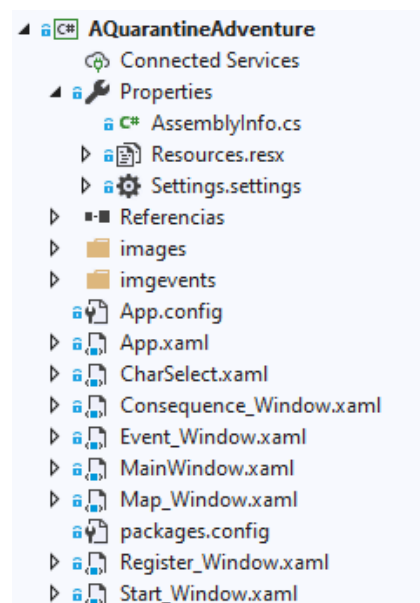 C# AQuarantineAdventure
Connected Services
Properties
C# AssemblyInfo.cs
Resources.resx
Settings.settings
Referencias
images
imgevents
App.config
App.xaml
CharSelect.xaml
Consequence_Window.xaml
Event_Window.xaml
MainWindow.xaml
Map_Window.xaml
packages.config
Register_Window.xaml
Start_Window.xaml